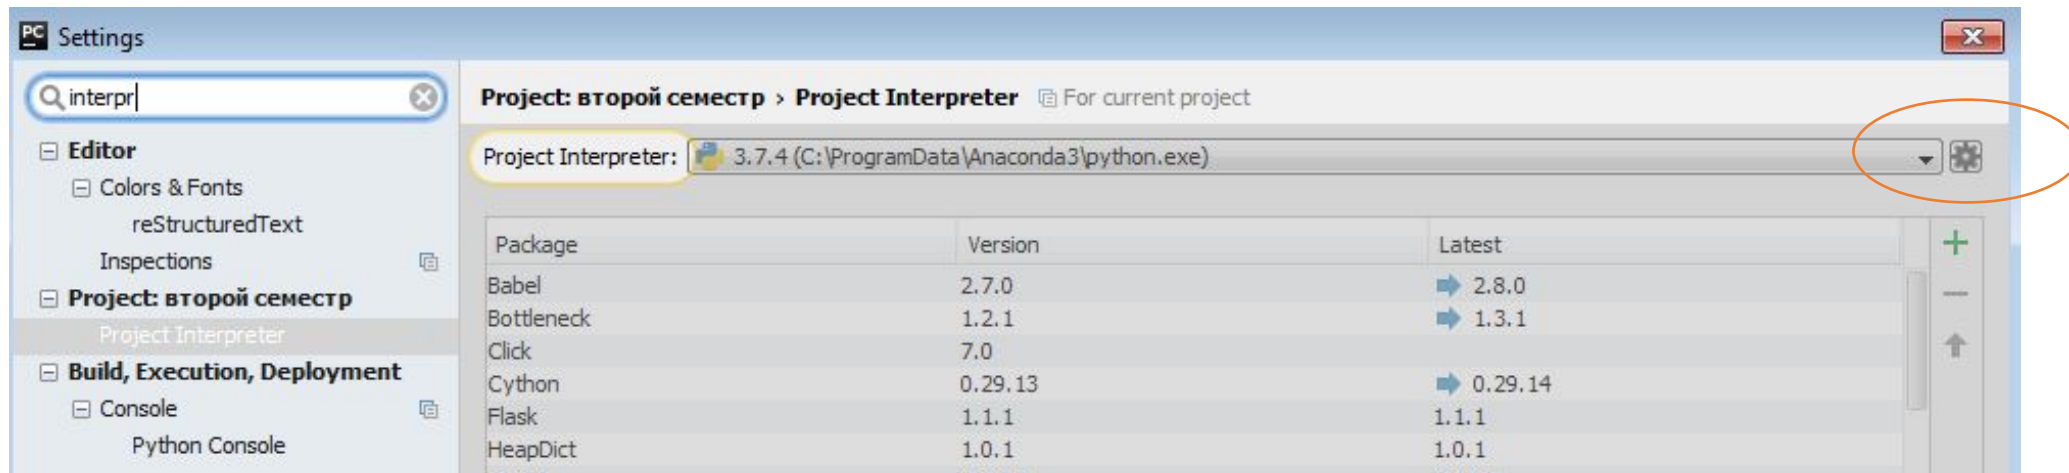 PC Settings
interpr
Editor
Colors & Fonts
reStructuredText
Inspections
Project: второй семестр
Project Interpreter
Build, Execution, Deployment
Console
Python Console
Project: второй семестр › Project Interpreter For current project
Project Interpreter: 3.7.4 (C:\ProgramData\Anaconda3\python.exe)
Package Version Latest
Babel 2.7.0 2.8.0
Bottleneck 1.2.1 1.3.1
Click 7.0
Cython 0.29.13 0.29.14
Flask 1.1.1 1.1.1
HeapDict 1.0.1 1.0.1